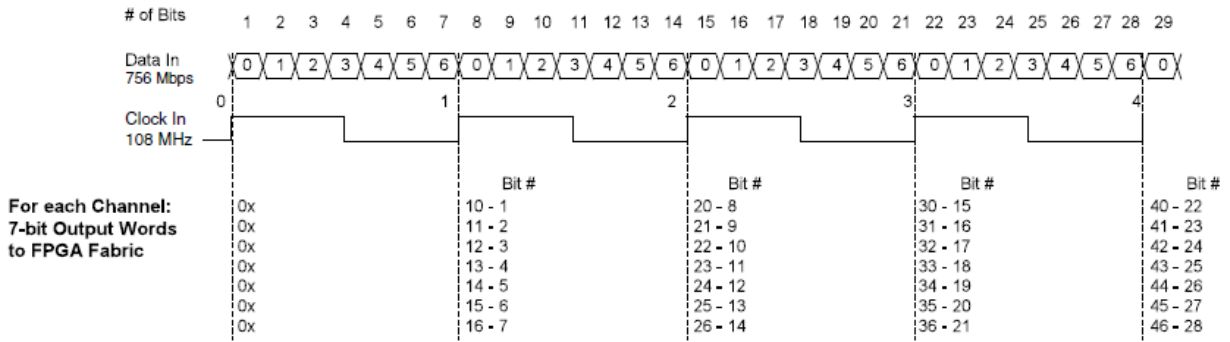 # of Bits 1 2 3 4 5 6 7 8 9 10 11 12 13 14 15 16 17 18 19 20 21 22 23 24 25 26 27 28 29
Data In 0 1 2 3 4 5 6 0 1 2 3 4 5 6 0 1 2 3 4 5 6 0 1 2 3 4 5 6 0
756 Mbps
0 1 2 3 4
Clock In
108 MHz
Bit # Bit # Bit # Bit #
For each Channel: 0x 10 - 1 20 - 8 30 - 15 40 - 22
7-bit Output Words 0x 11 - 2 21 - 9 31 - 16 41 - 23
to FPGA Fabric 0x 12 - 3 22 - 10 32 - 17 42 - 24
0x 13 - 4 23 - 11 33 - 18 43 - 25
0x 14 - 5 24 - 12 34 - 19 44 - 26
0x 15 - 6 25 - 13 35 - 20 45 - 27
0x 16 - 7 26 - 14 36 - 21 46 - 28